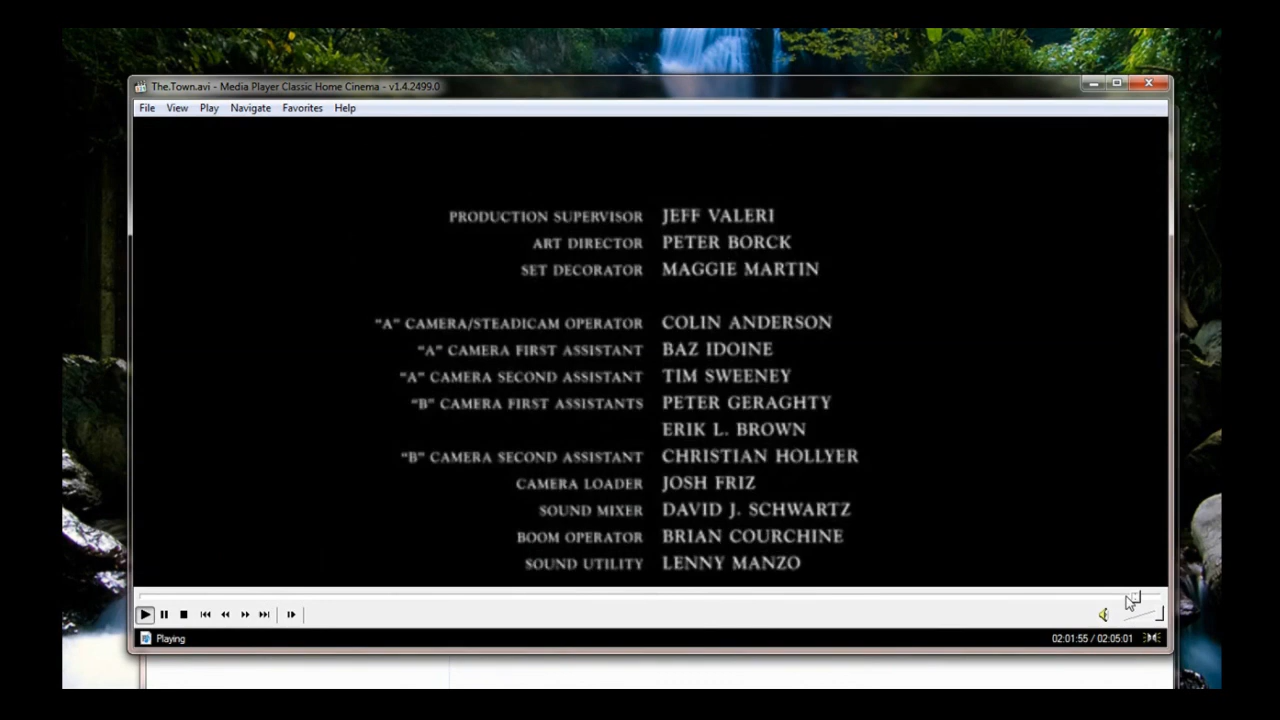 The.Town.avi - Media Player Classic Home Cinema - v1.4.2499.0
File View Play Navigate Favorites Help
PRODUCTION SUPERVISOR JEFF VALERI
ART DIRECTOR PETER BORCK
SET DECORATOR MAGGIE MARTIN
"A" CAMERA/STEADICAM OPERATOR COLIN ANDERSON
"A" CAMERA FIRST ASSISTANT BAZ IDOINE
"A" CAMERA SECOND ASSISTANT TIM SWEENEY
"B" CAMERA FIRST ASSISTANTS PETER GERAGHTY
ERIK L. BROWN
"B" CAMERA SECOND ASSISTANT CHRISTIAN HOLLYER
CAMERA LOADER JOSH FRIZ
SOUND MIXER DAVID J. SCHWARTZ
BOOM OPERATOR BRIAN COURCHINE
SOUND UTILITY LENNY MANZO
Playing 02:01:55 / 02:05:01